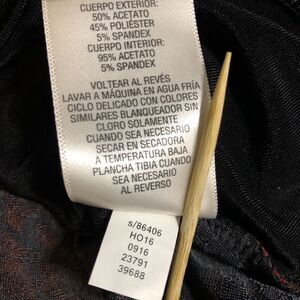 CUERPO EXTERIOR:
50% ACETATO
45% POLIÉSTER
5% SPANDEX
CUERPO INTERIOR:
95% ACETATO
5% SPANDEX
VOLTEAR AL REVÉS
LAVAR A MÁQUINA EN AGUA FRÍA
CICLO DELICADO CON COLORES
SIMILARES BLANQUEADOR SIN
CLORO SOLAMENTE
CUANDO SEA NECESARIO
SECAR EN SECADORA
A TEMPERATURA BAJA
PLANCHA TIBIA CUANDO
SEA NECESARIO
AL REVERSO
s/86406
HO16
0916
23791
39688